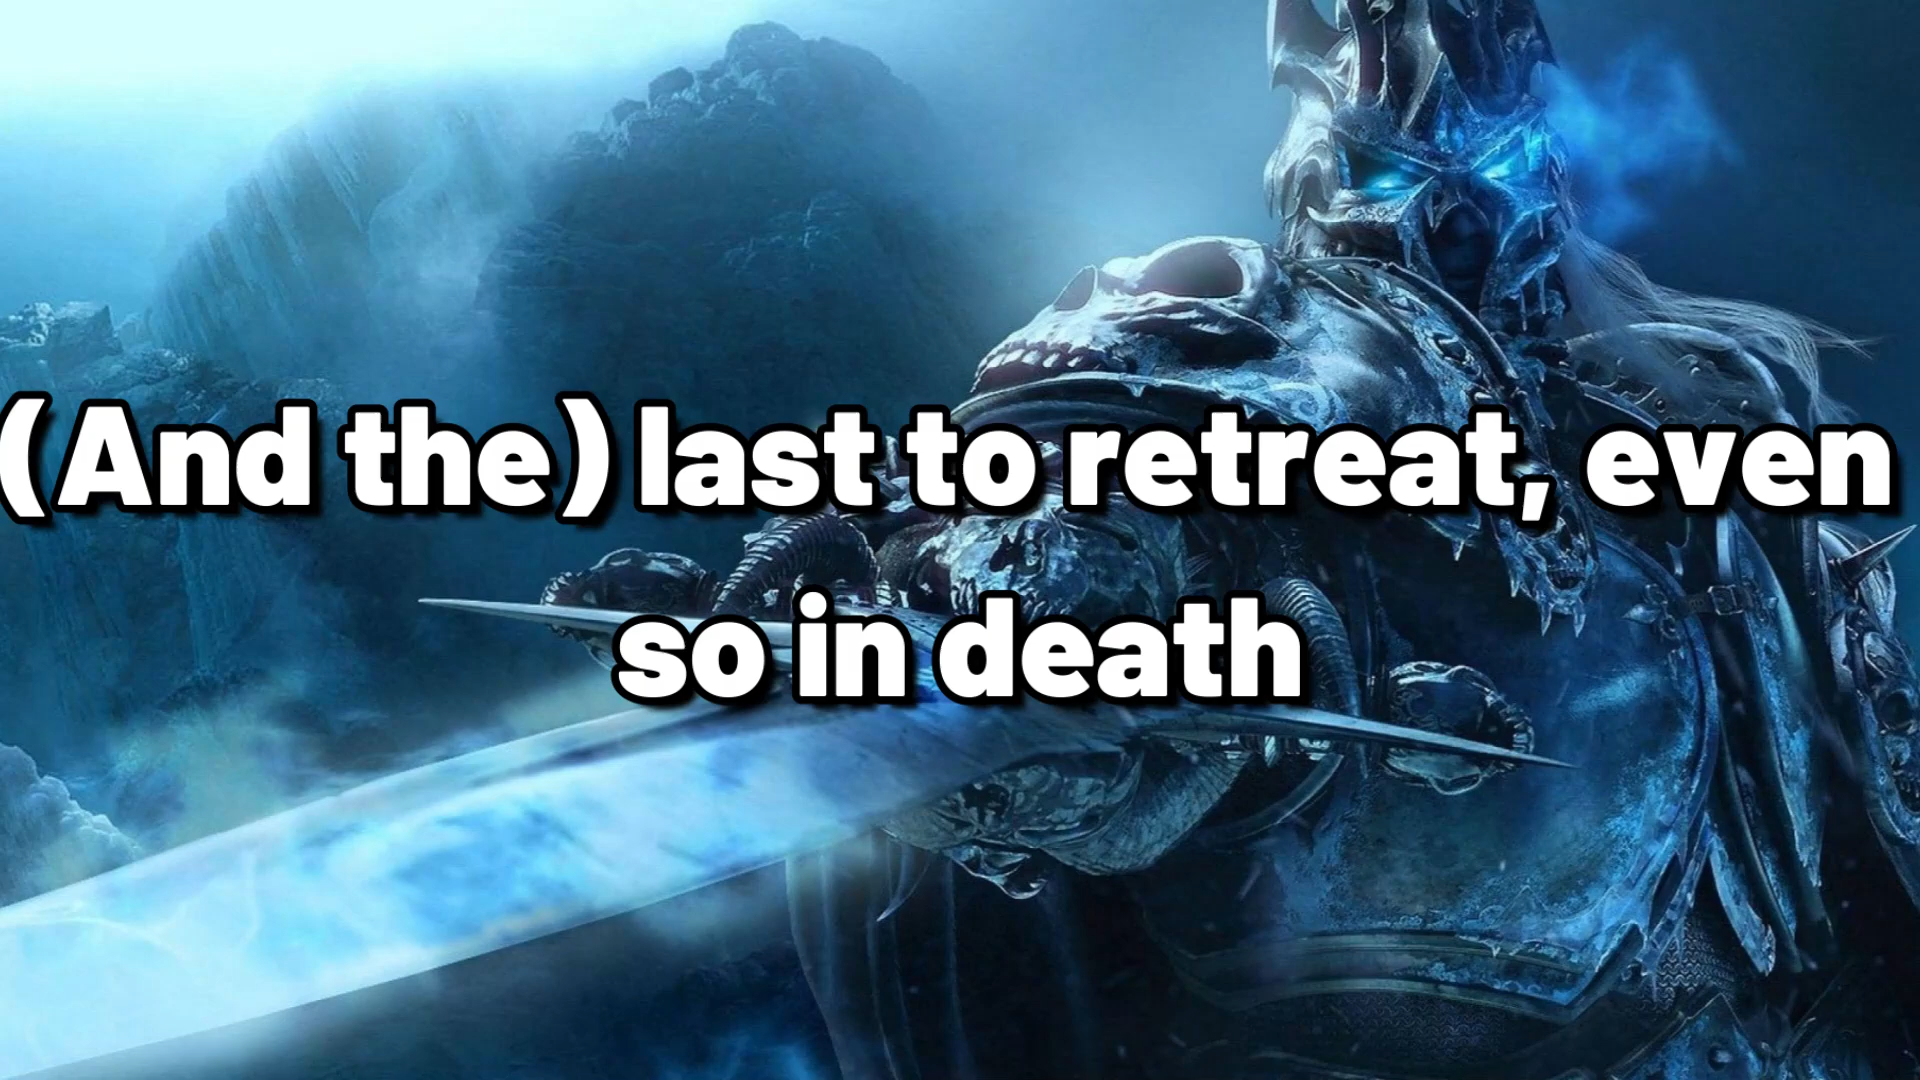 (And the) last to retreat, even
so in death